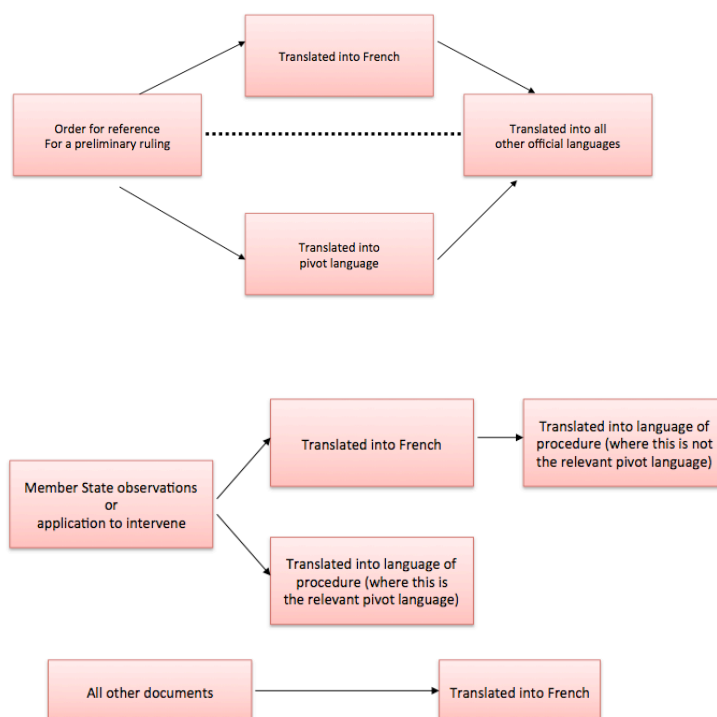 Translated into French
Order for reference
For a preliminary ruling
Translated into all
other official languages
Translated into
pivot language
Translated into French
Translated into language of
procedure (where this is not
the relevant pivot language)
Member State observations
or
application to intervene
Translated into language of
procedure (where this is
the relevant pivot language)
All other documents
Translated into French